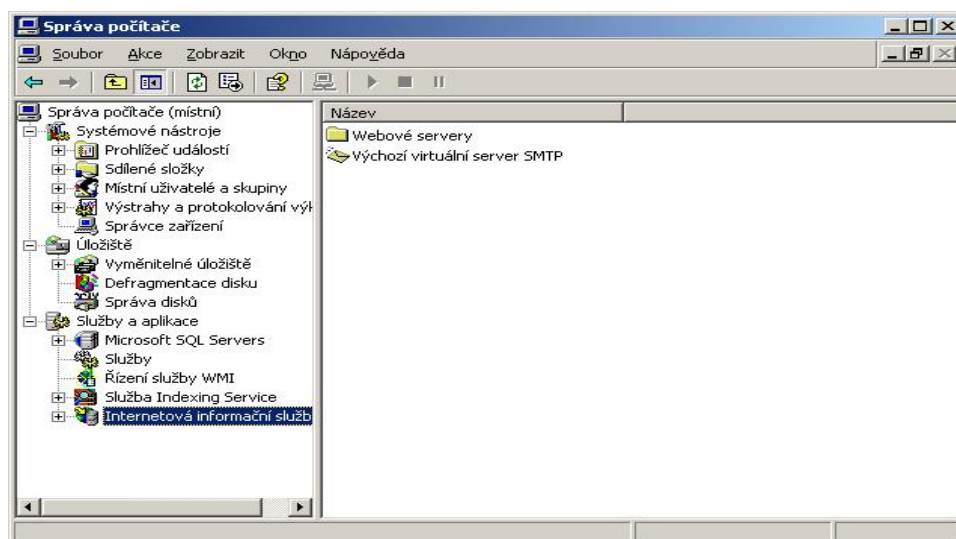 Správa počítače
Soubor Akce Zobrazit Okno Nápověda
Správa počítače (místní)
Systémové nástroje
Prohlížeč událostí
Sdílené složky
Místní uživatelé a skupiny
Výstrahy a protokolování
Správce zařízení
Úložiště
Vyměnitelné úložiště
Defragmentace disku
Správa disků
Služby a aplikace
Microsoft SQL Servers
Služby
Řízení služby WMI
Služba Indexing Service
Internetová informační služb
Název
Webové servery
Výchozí virtuální server SMTP